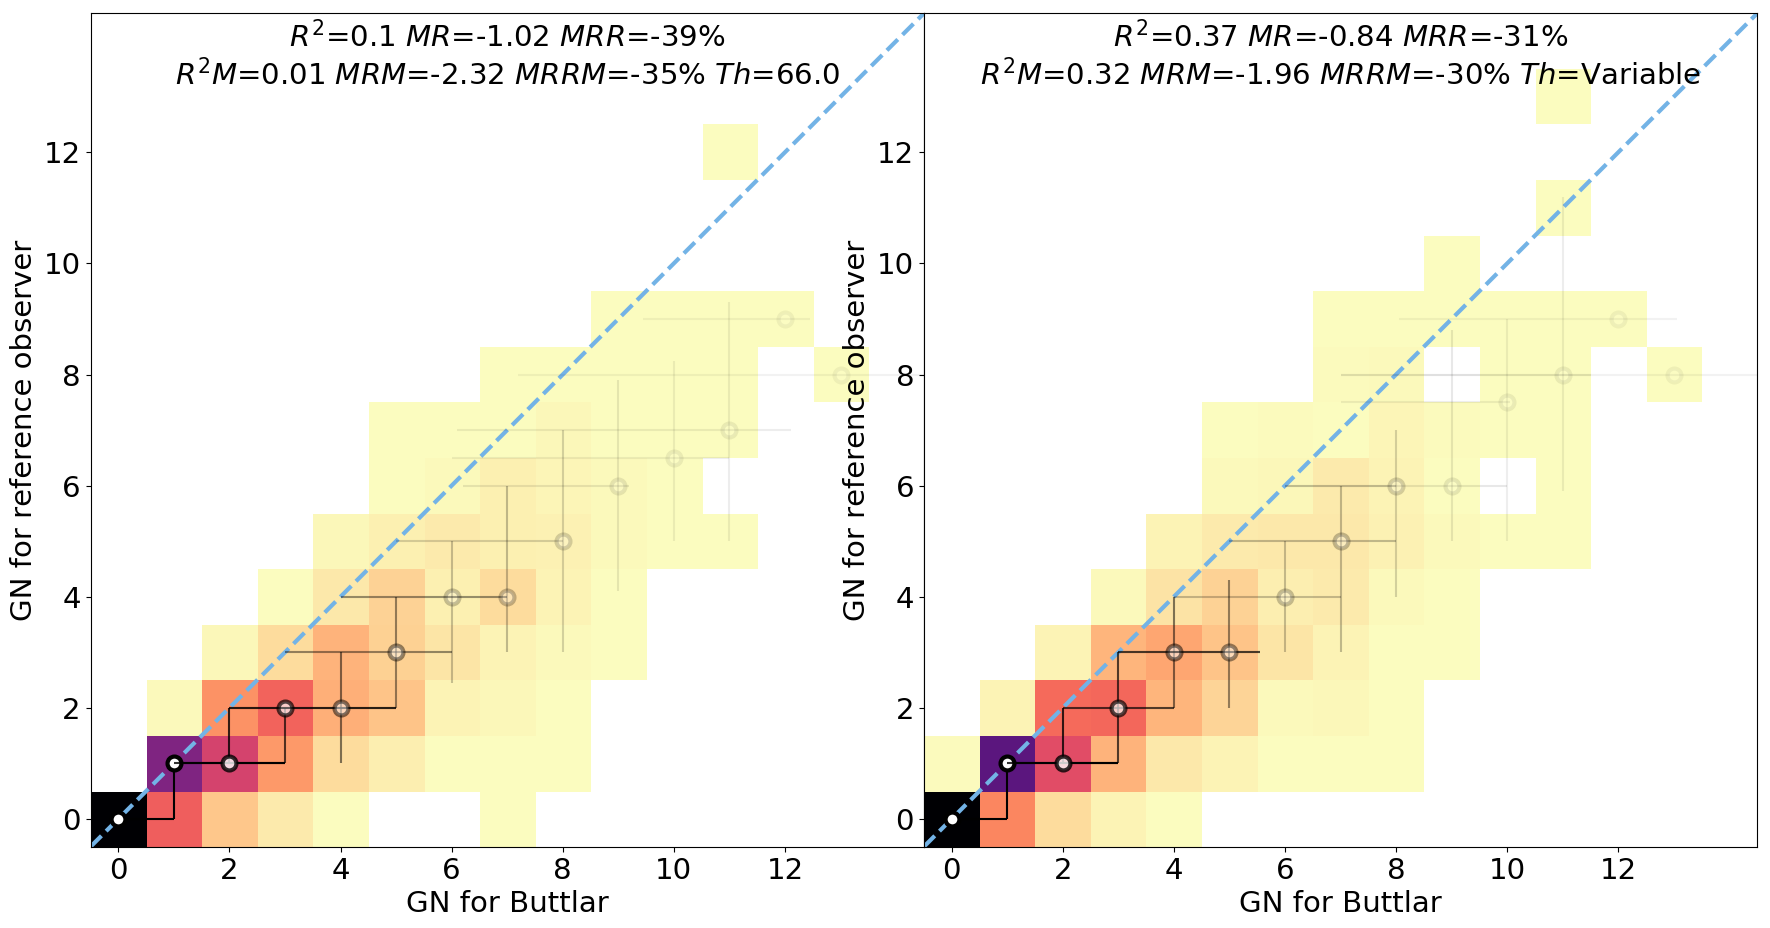 R²=0.1 MR=-1.02 MRR=-39%
R²M=0.01 MRM=-2.32 MRRM=-35% Th=66.0
12
10
8
6
4
2
0
GN for reference observer
0 2 4 6 8 10 12
GN for Buttlar
R²=0.37 MR=-0.84 MRR=-31%
R²M=0.32 MRM=-1.96 MRRM=-30% Th=Variable
12
10
8
6
4
2
0
GN for reference observer
0 2 4 6 8 10 12
GN for Buttlar